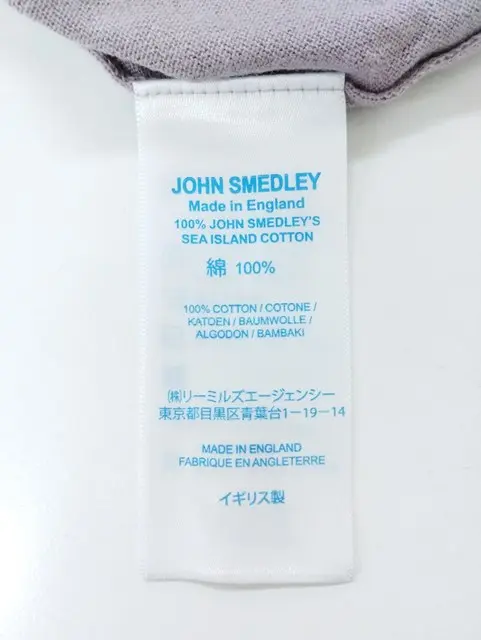 JOHN SMEDLEY
Made in England
100% JOHN SMEDLEY'S
SEA ISLAND COTTON
綿 100%
100% COTTON / COTONE /
KATOEN / BAUMWOLLE /
ALGODON / BAMBAKI
㈱リーミルズエージェンシー
東京都目黒区青葉台1-19-14
MADE IN ENGLAND
FABRIQUE EN ANGLETERRE
イギリス製